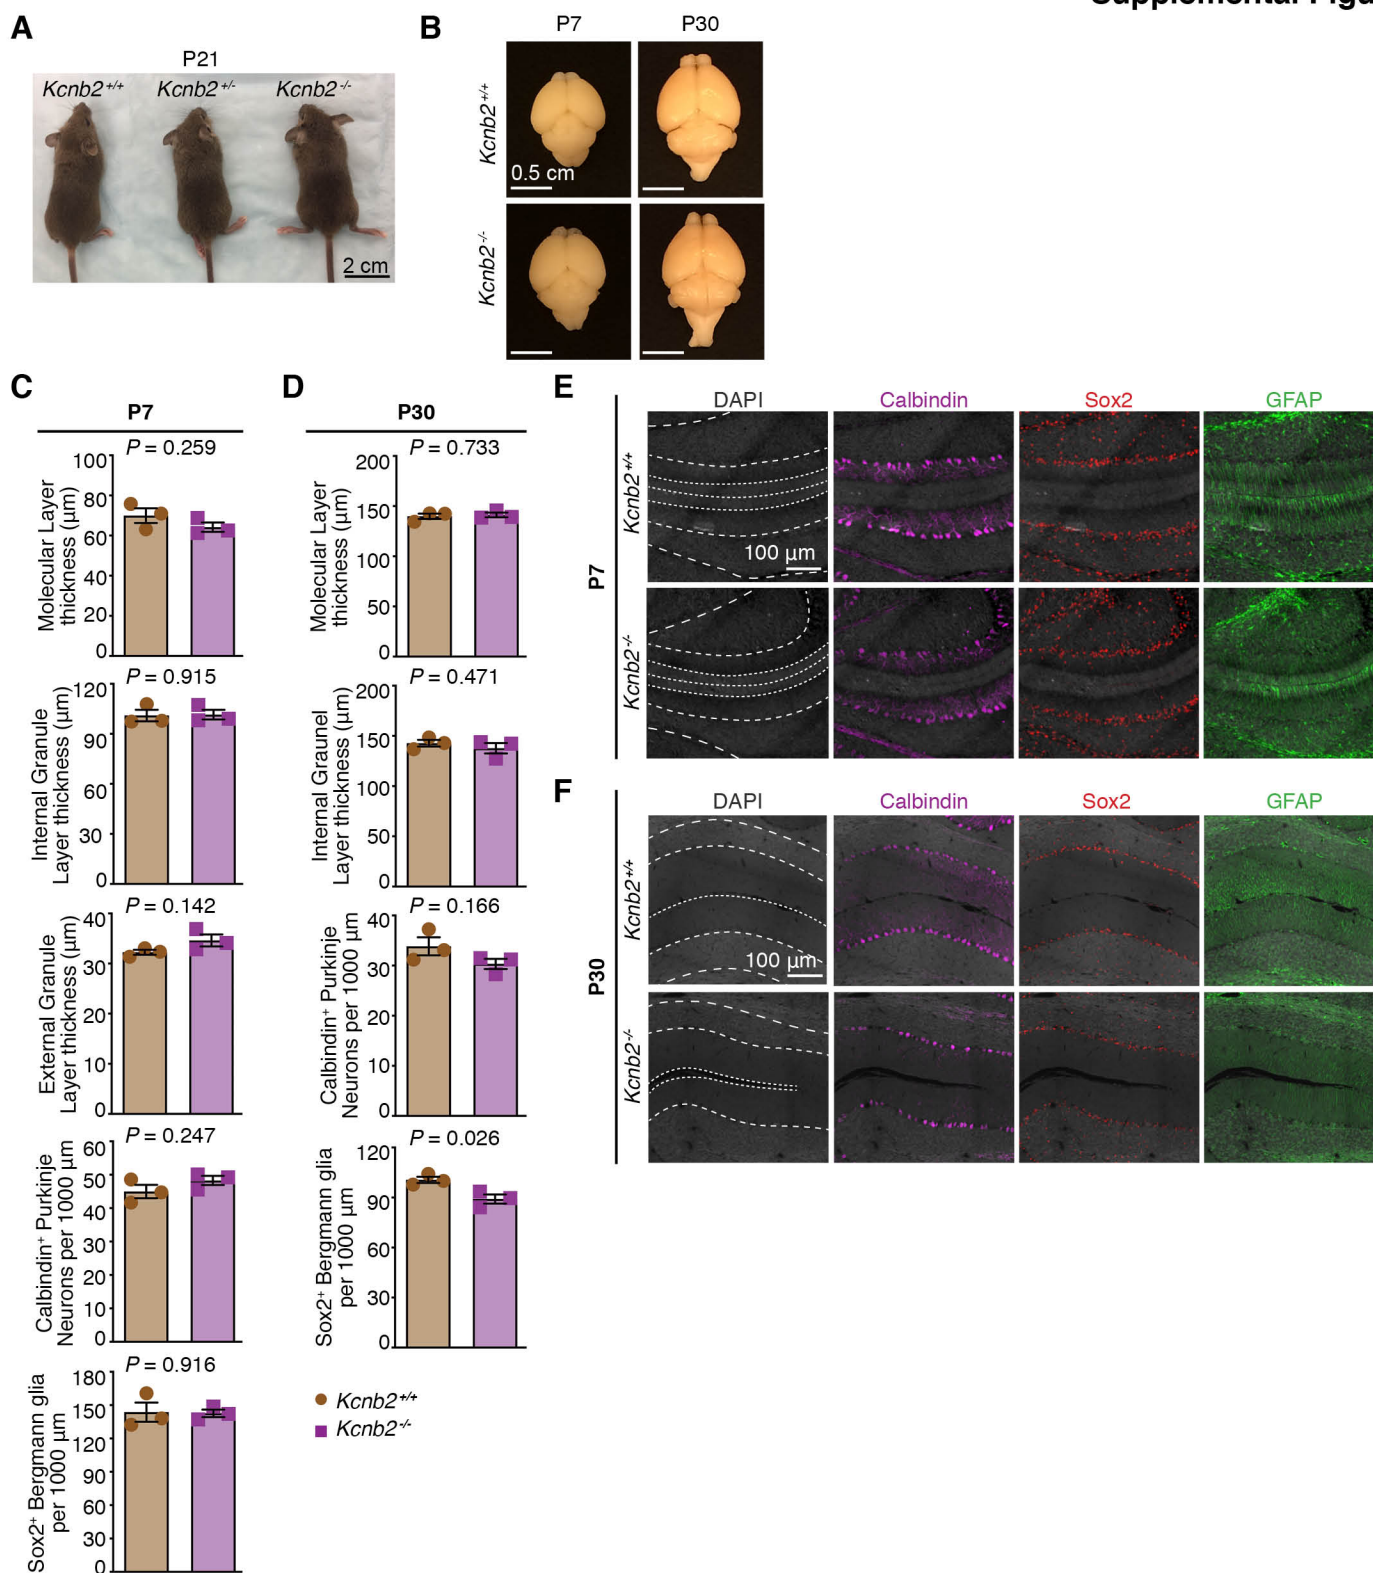 Supplemental Figu
A
P21
Kcnb2+/+ Kcnb2+/- Kcnb2-/-
2 cm
B
P7 P30
Kcnb2+/+
0.5 cm
Kcnb2-/-
C
P7
P = 0.259
Molecular Layer
thickness (µm)
100
80
60
40
20
0
P = 0.915
Internal Granule
Layer thickness (µm)
120
90
60
30
0
P = 0.142
External Granule
Layer thickness (µm)
40
30
20
10
0
P = 0.247
Calbindin+ Purkinje
Neurons per 1000 µm
60
50
40
30
20
10
0
P = 0.916
Sox2+ Bergmann glia
per 1000 µm
180
150
120
90
60
30
0
D
P30
P = 0.733
Molecular Layer
thickness (µm)
200
150
100
50
0
P = 0.471
Internal Graunel
Layer thickness (µm)
200
150
100
50
0
P = 0.166
Calbindin+ Purkinje
Neurons per 1000 µm
40
30
20
10
0
P = 0.026
Sox2+ Bergmann glia
per 1000 µm
120
90
60
30
0
Kcnb2+/+
Kcnb2-/-
E
DAPI Calbindin Sox2 GFAP
P7
Kcnb2+/+
100 µm
Kcnb2-/-
F
DAPI Calbindin Sox2 GFAP
P30
Kcnb2+/+
100 µm
Kcnb2-/-